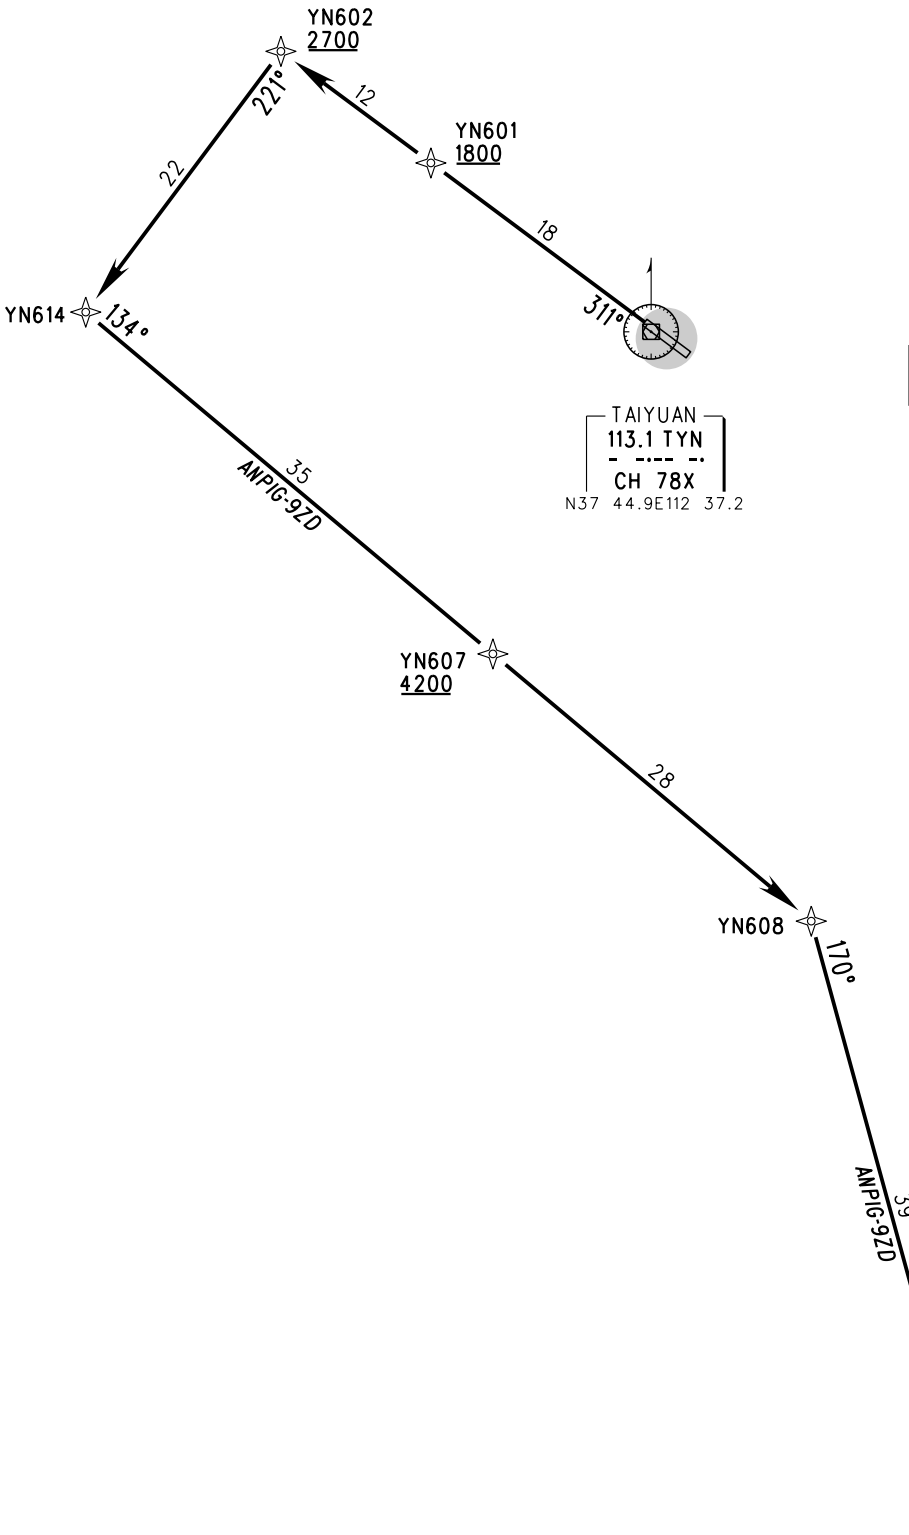 YN602
2700
221°
12
YN601
1800
22
18
311°
YN614
134°
TAIYUAN
113.1 TYN
- -.-- -.
CH 78X
N37 44.9E112 37.2
35
ANPIG-9ZD
YN607
4200
28
YN608
170°
39
ANPIG-9ZD